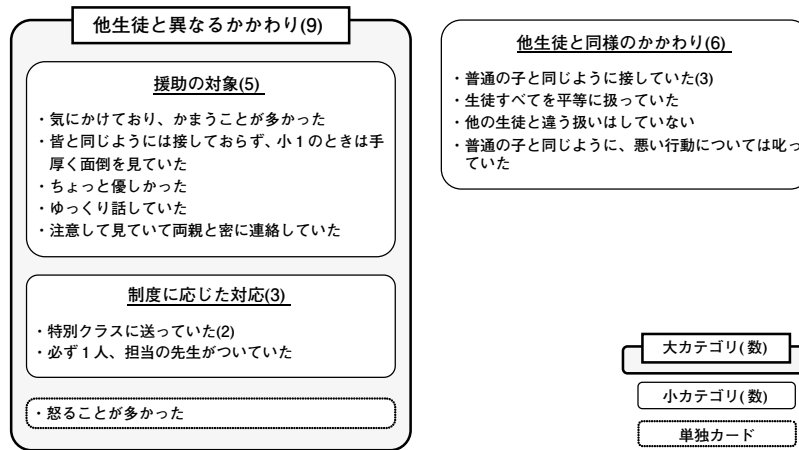 他生徒と異なるかかわり(9)
援助の対象(5)
・気にかけており、かまうことが多かった
・皆と同じようには接しておらず、小１のときは手
厚く面倒を見ていた
・ちょっと優しかった
・ゆっくり話していた
・注意して見ていて両親と密に連絡していた
制度に応じた対応(3)
・特別クラスに送っていた(2)
・必ず１人、担当の先生がついていた
・怒ることが多かった
他生徒と同様のかかわり(6)
・普通の子と同じように接していた(3)
・生徒すべてを平等に扱っていた
・他の生徒と違う扱いはしていない
・普通の子と同じように、悪い行動については叱っ
ていた
大カテゴリ(数)
小カテゴリ(数)
単独カード